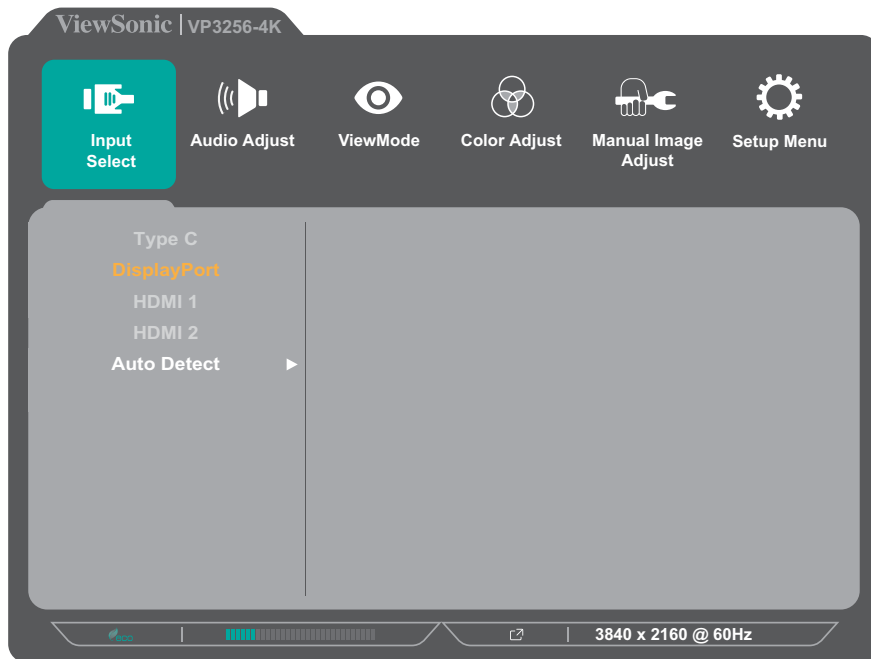 ViewSonic | VP3256-4K
Input
Select
Audio Adjust
ViewMode
Color Adjust
Manual Image
Adjust
Setup Menu
Type C
DisplayPort
HDMI 1
HDMI 2
Auto Detect
eco
3840 x 2160 @ 60Hz